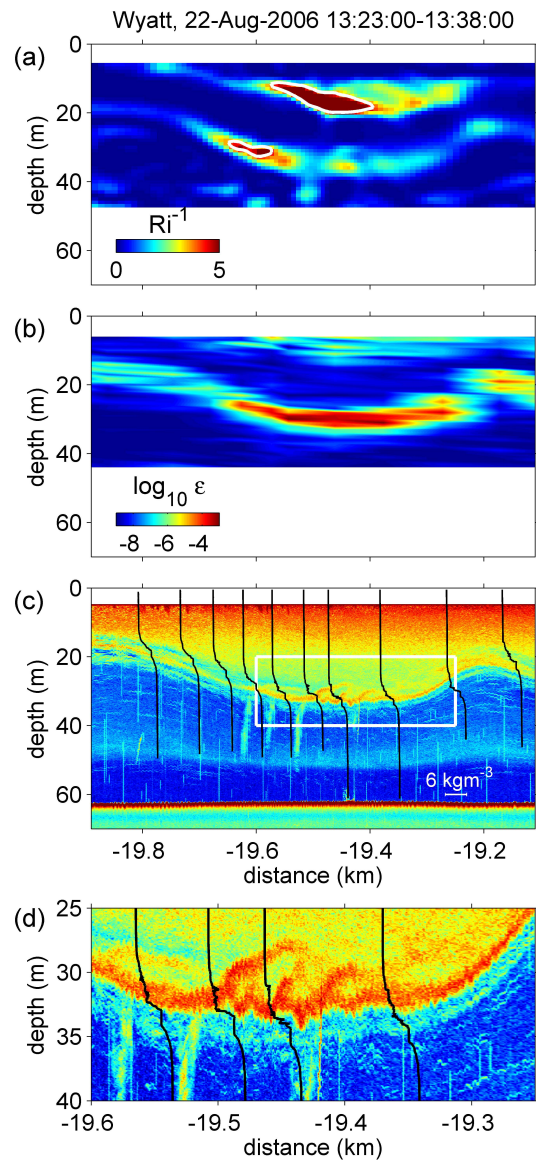 Wyatt, 22-Aug-2006 13:23:00-13:38:00
(a)
0
20
40
60
depth (m)
Ri⁻¹
0 5
(b)
0
20
40
60
depth (m)
log₁₀ ε
-8 -6 -4
(c)
0
20
40
60
depth (m)
6 kgm⁻³
-19.8 -19.6 -19.4 -19.2
distance (km)
(d)
25
30
35
40
depth (m)
-19.6 -19.5 -19.4 -19.3
distance (km)